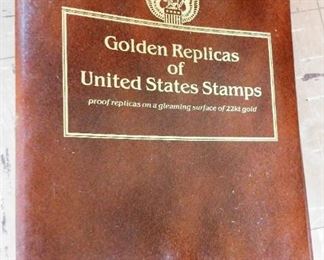 Golden Replicas
of
United States Stamps
proof replicas on a gleaming surface of 22kt gold